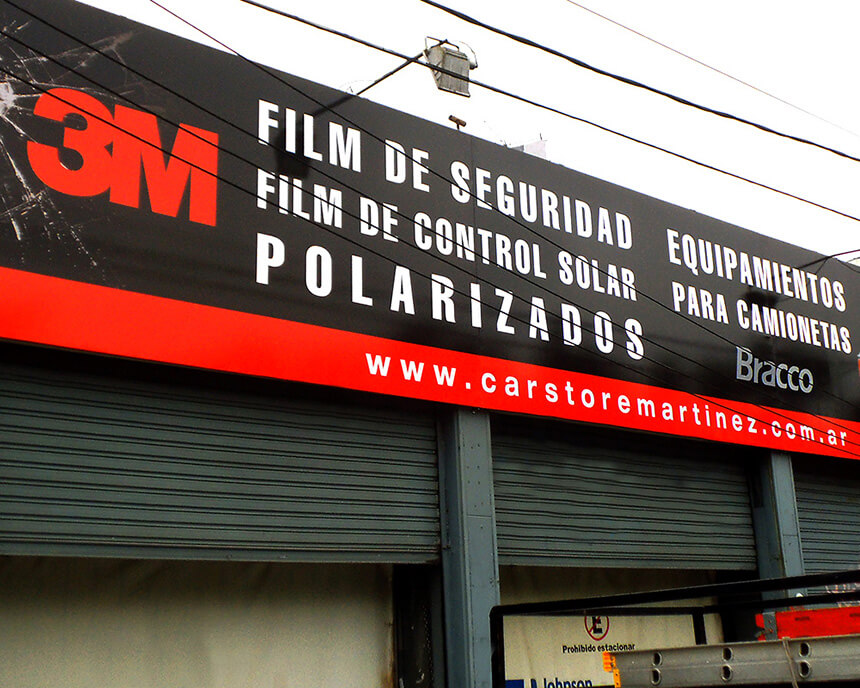 3M
FILM DE SEGURIDAD
FILM DE CONTROL SOLAR
POLARIZADOS
EQUIPAMIENTOS
PARA CAMIONETAS
Bracco
www.carstoremartinez.com.ar
E
Prohibido estacionar
Johnson